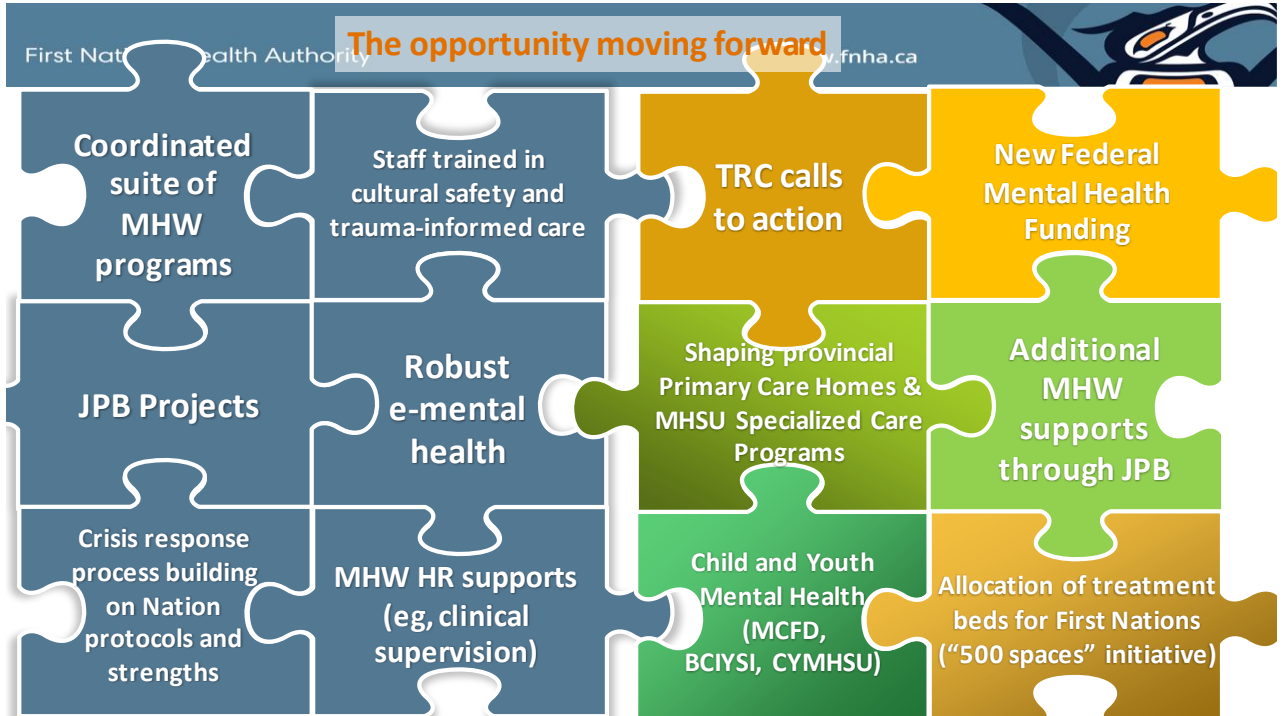 The opportunity moving forward
First Nat ealth Authority
.fnha.ca
Coordinated
suite of
MHW
programs
Staff trained in
cultural safety and
trauma-informed care
TRC calls
to action
New Federal
Mental Health
Funding
JPB Projects
Robust
e-mental
health
Shaping provincial
Primary Care Homes &
MHSU Specialized Care
Programs
Additional
MHW
supports
through JPB
Crisis response
process building
on Nation
protocols and
strengths
MHW HR supports
(eg, clinical
supervision)
Child and Youth
Mental Health
(MCFD,
BCIYSI, CYMHSU)
Allocation of treatment
beds for First Nations
(“500 spaces” initiative)